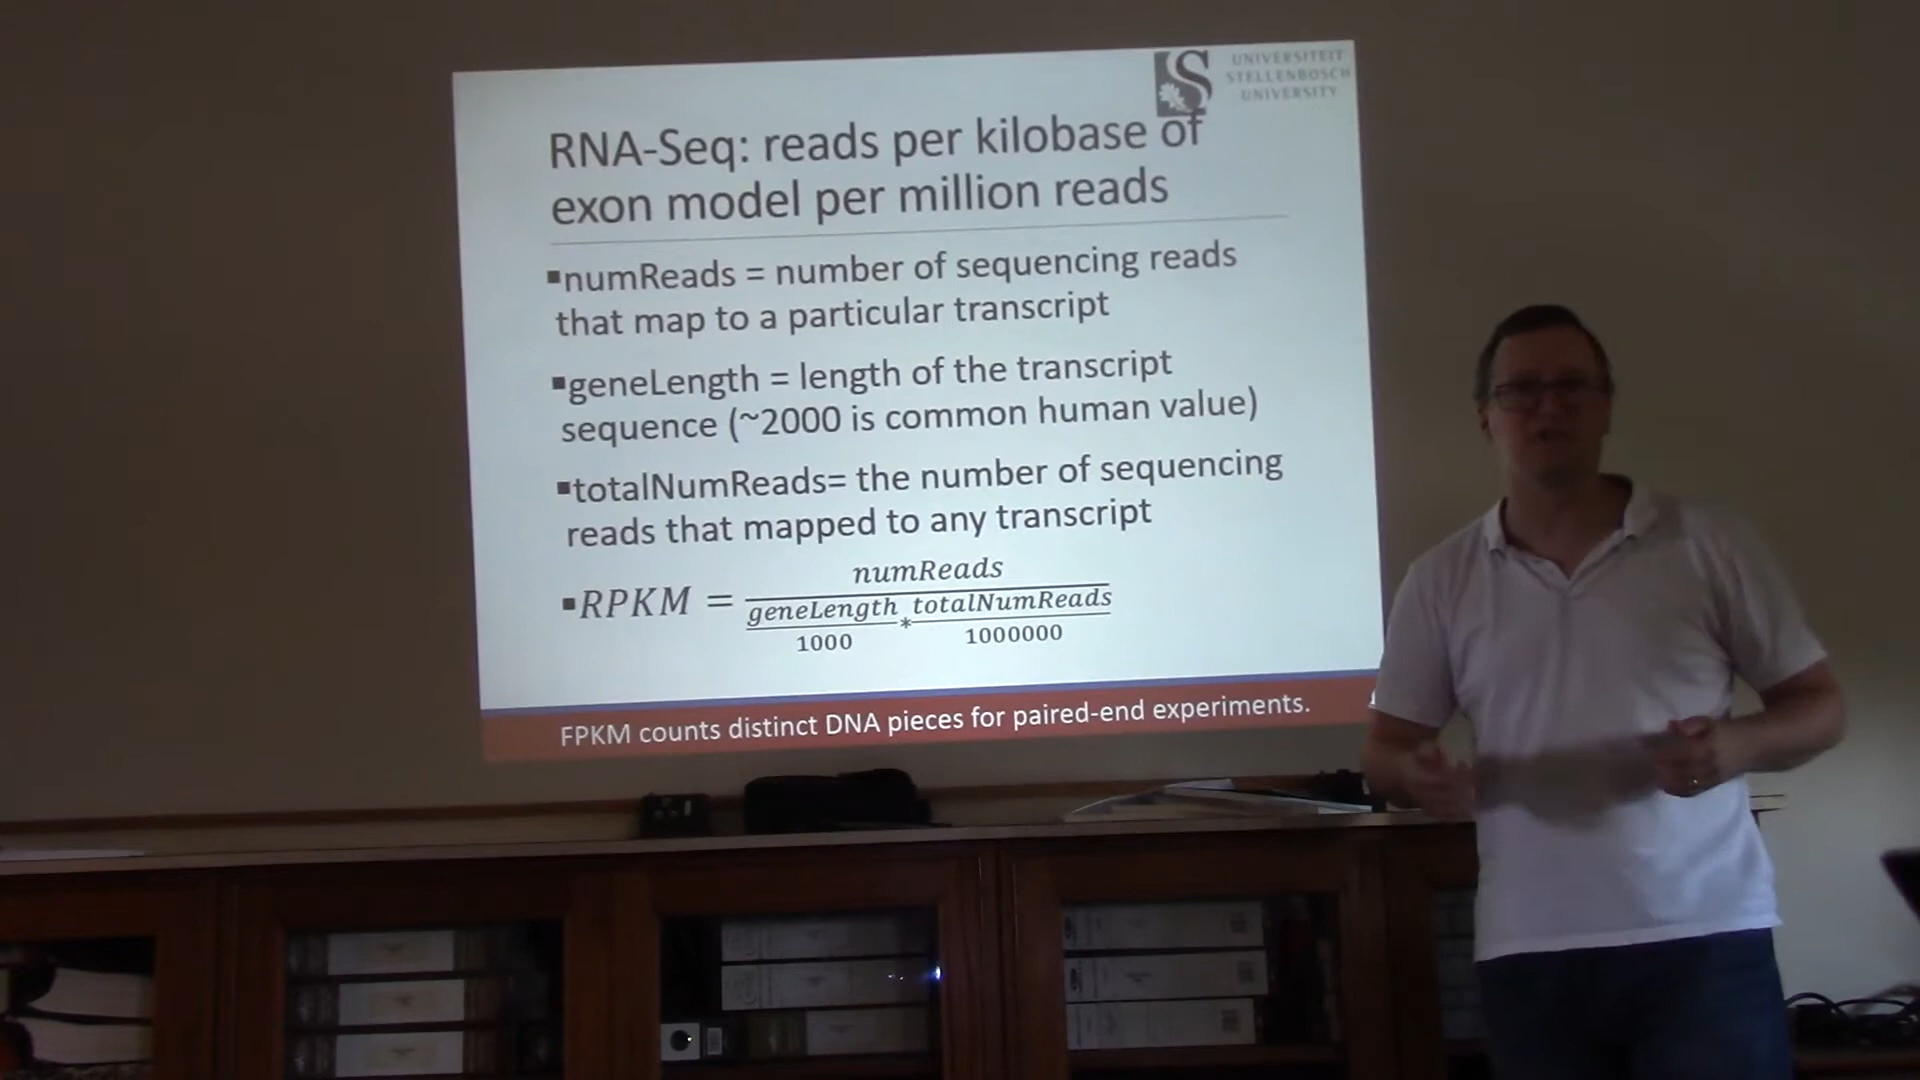 UNIVERSITEIT
STELLENBOSCH
UNIVERSITY
RNA-Seq: reads per kilobase of
exon model per million reads
▪numReads = number of sequencing reads
that map to a particular transcript
▪geneLength = length of the transcript
sequence (~2000 is common human value)
▪totalNumReads= the number of sequencing
reads that mapped to any transcript
numReads
▪RPKM =
geneLength * totalNumReads
1000 1000000
FPKM counts distinct DNA pieces for paired-end experiments.